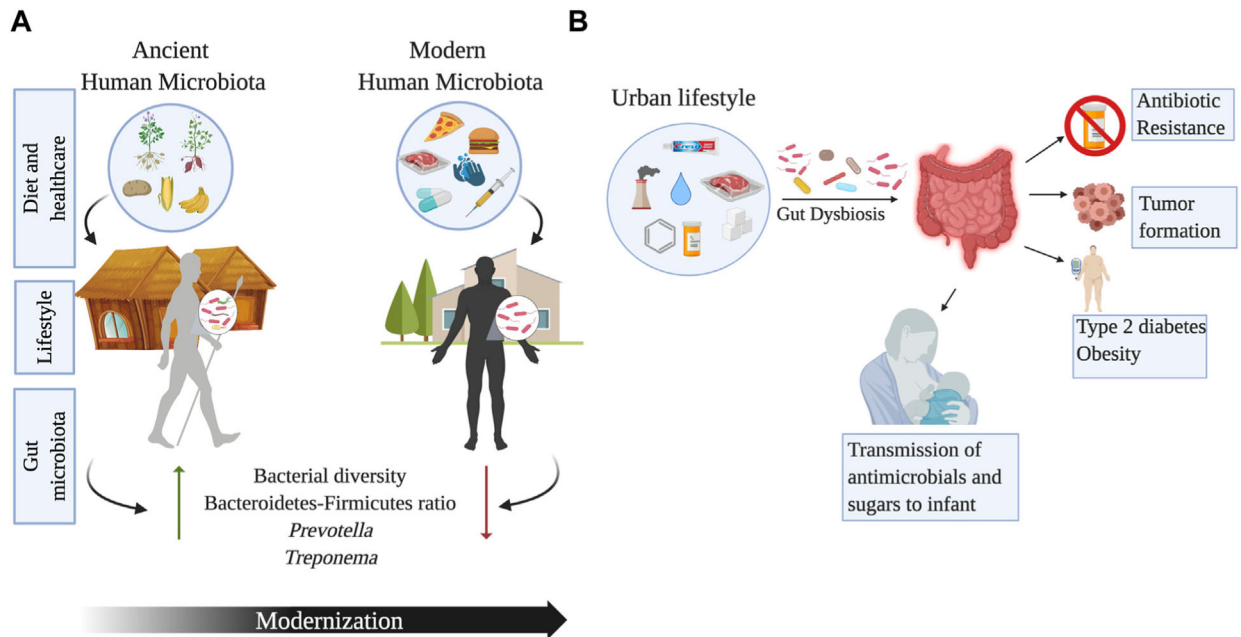 A
Ancient
Human Microbiota
Modern
Human Microbiota
Diet and
healthcare
Lifestyle
Gut
microbiota
Bacterial diversity
Bacteroidetes-Firmicutes ratio
Prevotella
Treponema
Modernization
B
Urban lifestyle
Crest
Gut Dysbiosis
Antibiotic
Resistance
Tumor
formation
Type 2 diabetes
Obesity
Transmission of
antimicrobials and
sugars to infant